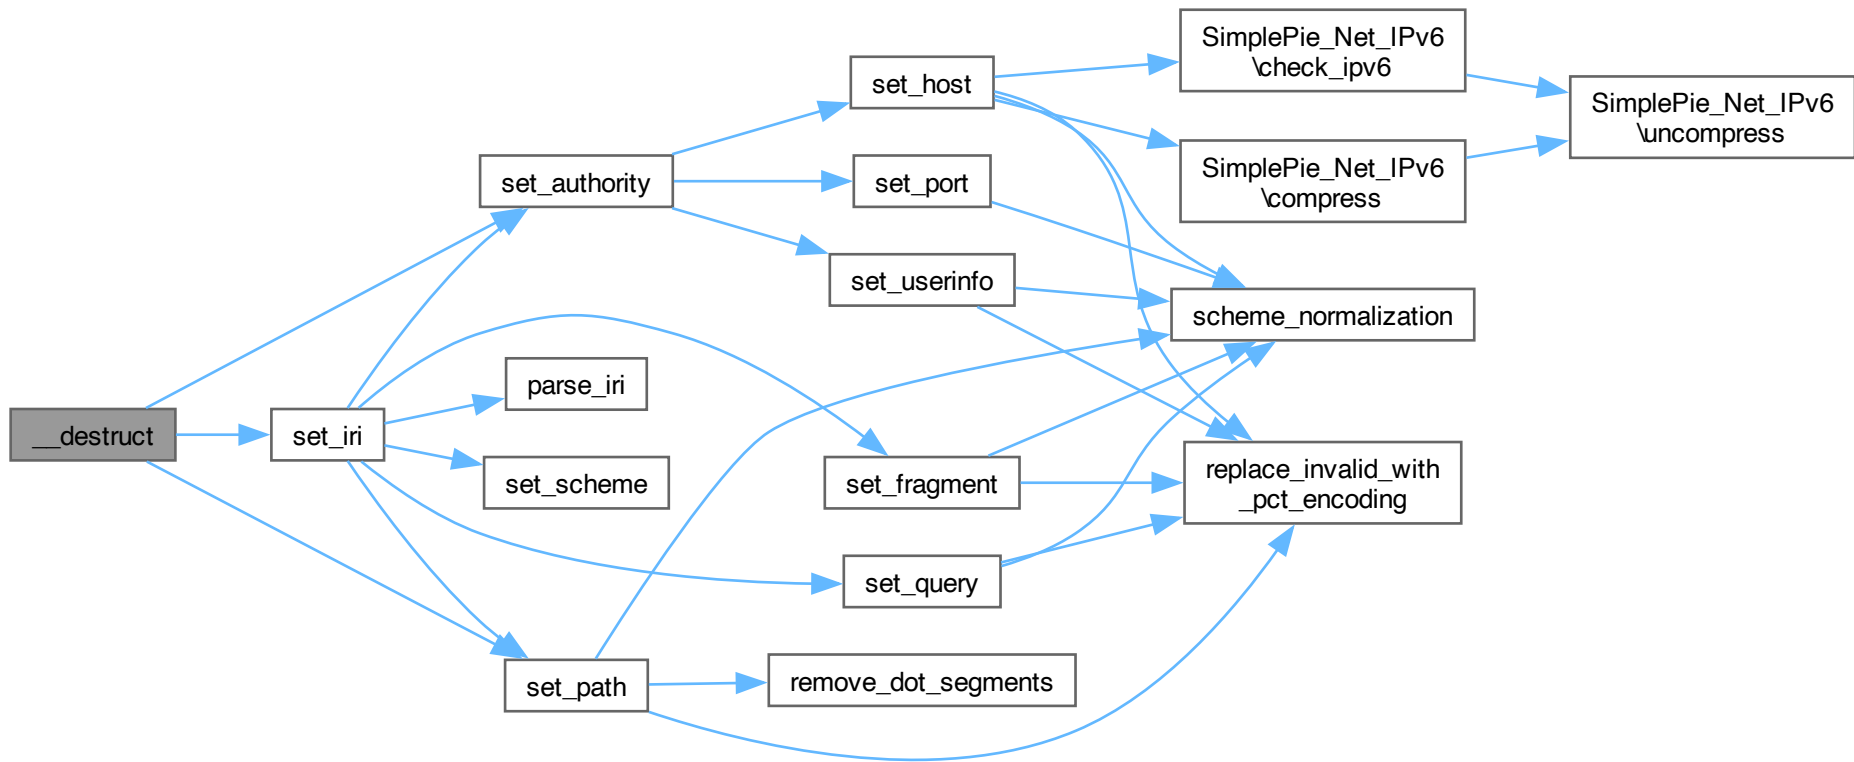 __destruct
set_iri
set_authority
parse_iri
set_scheme
set_path
set_host
set_port
set_userinfo
set_fragment
set_query
remove_dot_segments
SimplePie_Net_IPv6
\check_ipv6
SimplePie_Net_IPv6
\compress
scheme_normalization
replace_invalid_with
_pct_encoding
SimplePie_Net_IPv6
\uncompress